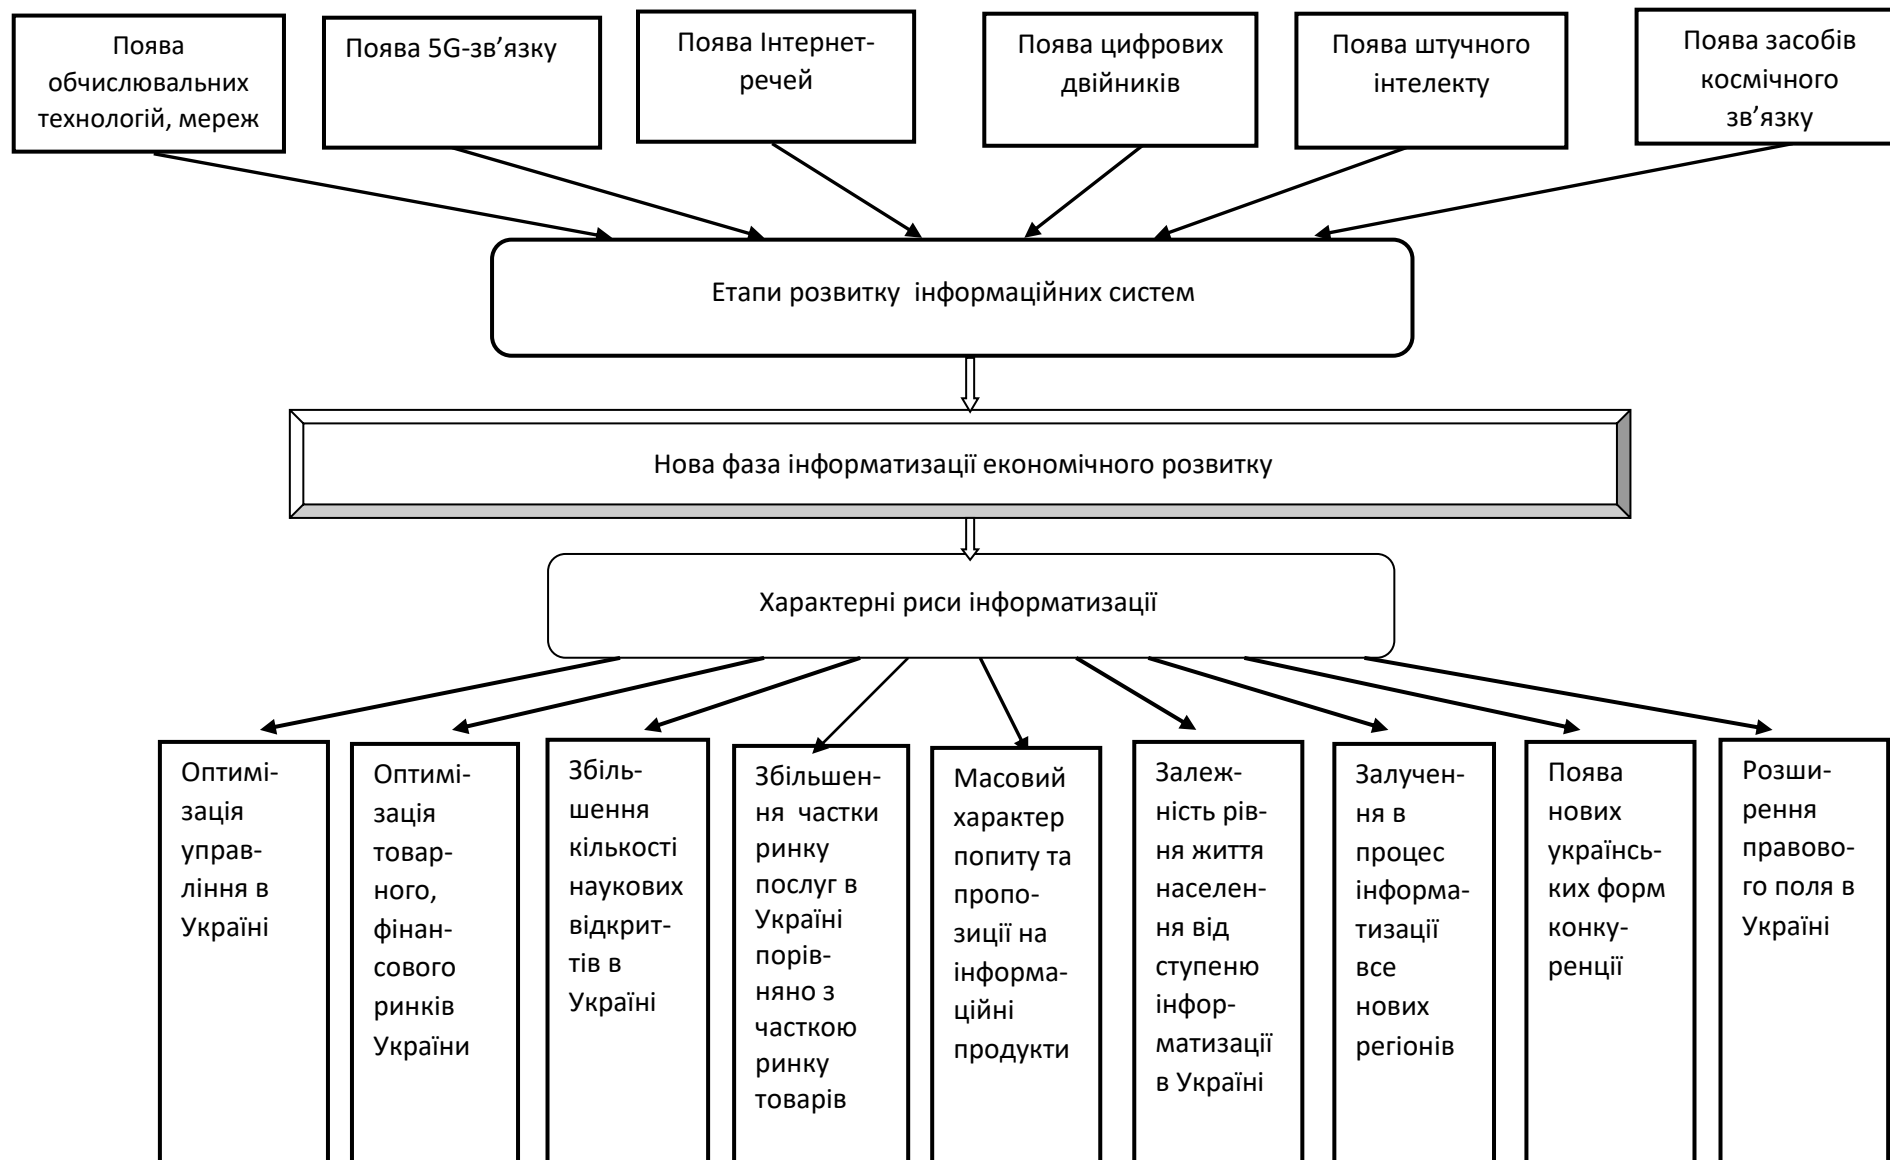 Поява
обчислювальних
технологій, мереж
Поява 5G-зв’язку
Поява Інтернет-
речей
Поява цифрових
двійників
Поява штучного
інтелекту
Поява засобів
космічного
зв’язку
Етапи розвитку  інформаційних систем
Нова фаза інформатизації економічного розвитку
Характерні риси інформатизації
Оптимі-
зація
управ-
ління в
Україні
Оптимі-
зація
товар-
ного,
фінан-
сового
ринків
України
Збіль-
шення
кількості
наукових
відкрит-
тів в
Україні
Збільшен-
ня  частки
ринку
послуг в
Україні
порів-
няно з
часткою
ринку
товарів
Масовий
характер
попиту та
пропо-
зиції на
інформа-
ційні
продукти
Залеж-
ність рів-
ня життя
населен-
ня від
ступеню
інфор-
матизації
в Україні
Залучен-
ня в
процес
інформа-
тизації
все
нових
регіонів
Поява
нових
українсь-
ких форм
конку-
ренції
Розши-
рення
правово-
го поля в
Україні